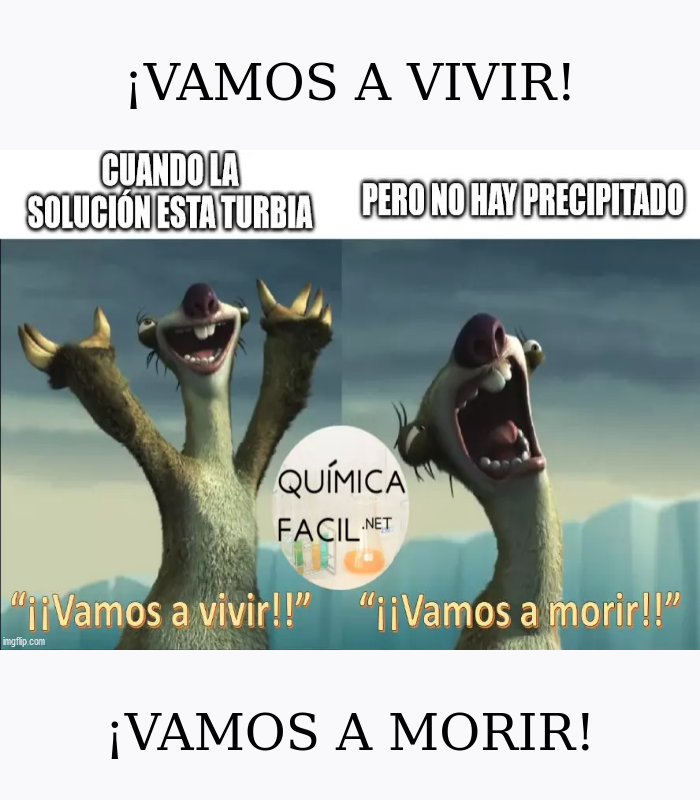 ¡VAMOS A VIVIR!
CUANDO LA
SOLUCIÓN ESTA TURBIA
PERO NO HAY PRECIPITADO
QUÍMICA
FACIL.NET
“¡¡Vamos a vivir!!”
“¡¡Vamos a morir!!”
imgflip.com
¡VAMOS A MORIR!